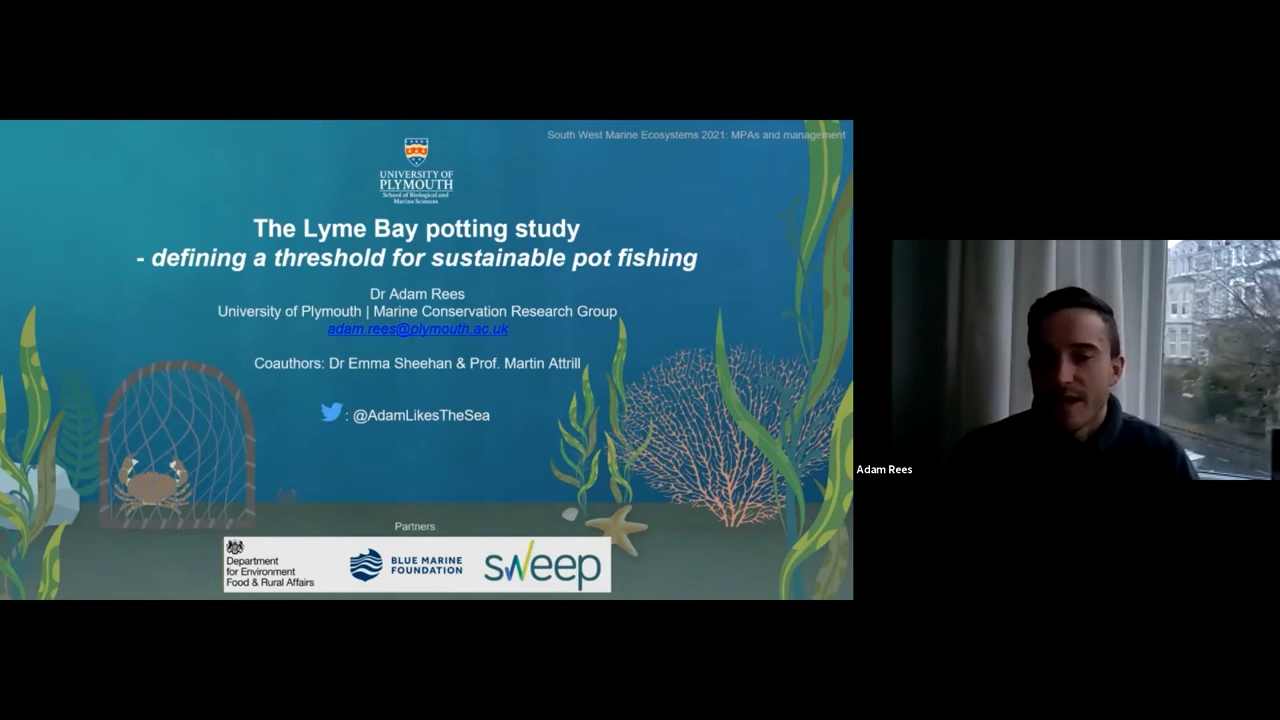 South West Marine Ecosystems 2021: MPAs and management
UNIVERSITY OF
PLYMOUTH
School of Biological and
Marine Sciences
The Lyme Bay potting study
- defining a threshold for sustainable pot fishing
Dr Adam Rees
University of Plymouth | Marine Conservation Research Group
adam.rees@plymouth.ac.uk
Coauthors: Dr Emma Sheehan & Prof. Martin Attrill
: @AdamLikesTheSea
Adam Rees
Partners:
Department
for Environment
Food & Rural Affairs
BLUE MARINE
FOUNDATION
sweep